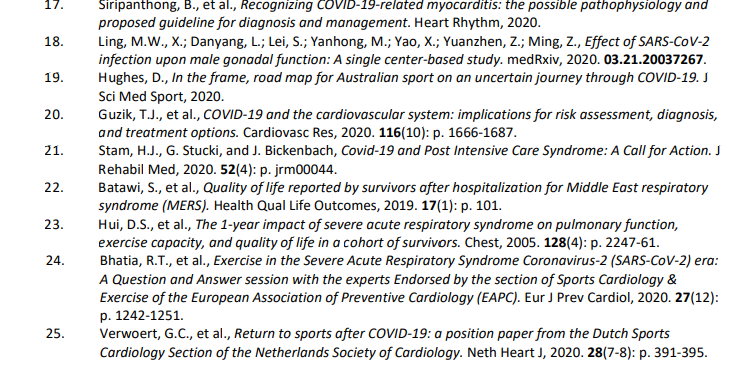 17. Siripanthong, B., et al., Recognizing COVID-19-related myocarditis: the possible pathophysiology and
proposed guideline for diagnosis and management. Heart Rhythm, 2020.
18. Ling, M.W., X.; Danyang, L.; Lei, S.; Yanhong, M.; Yao, X.; Yuanzhen, Z.; Ming, Z., Effect of SARS-CoV-2
infection upon male gonadal function: A single center-based study. medRxiv, 2020. 03.21.20037267.
19. Hughes, D., In the frame, road map for Australian sport on an uncertain journey through COVID-19. J
Sci Med Sport, 2020.
20. Guzik, T.J., et al., COVID-19 and the cardiovascular system: implications for risk assessment, diagnosis,
and treatment options. Cardiovasc Res, 2020. 116(10): p. 1666-1687.
21. Stam, H.J., G. Stucki, and J. Bickenbach, Covid-19 and Post Intensive Care Syndrome: A Call for Action. J
Rehabil Med, 2020. 52(4): p. jrm00044.
22. Batawi, S., et al., Quality of life reported by survivors after hospitalization for Middle East respiratory
syndrome (MERS). Health Qual Life Outcomes, 2019. 17(1): p. 101.
23. Hui, D.S., et al., The 1-year impact of severe acute respiratory syndrome on pulmonary function,
exercise capacity, and quality of life in a cohort of survivors. Chest, 2005. 128(4): p. 2247-61.
24. Bhatia, R.T., et al., Exercise in the Severe Acute Respiratory Syndrome Coronavirus-2 (SARS-CoV-2) era:
A Question and Answer session with the experts Endorsed by the section of Sports Cardiology &
Exercise of the European Association of Preventive Cardiology (EAPC). Eur J Prev Cardiol, 2020. 27(12):
p. 1242-1251.
25. Verwoert, G.C., et al., Return to sports after COVID-19: a position paper from the Dutch Sports
Cardiology Section of the Netherlands Society of Cardiology. Neth Heart J, 2020. 28(7-8): p. 391-395.